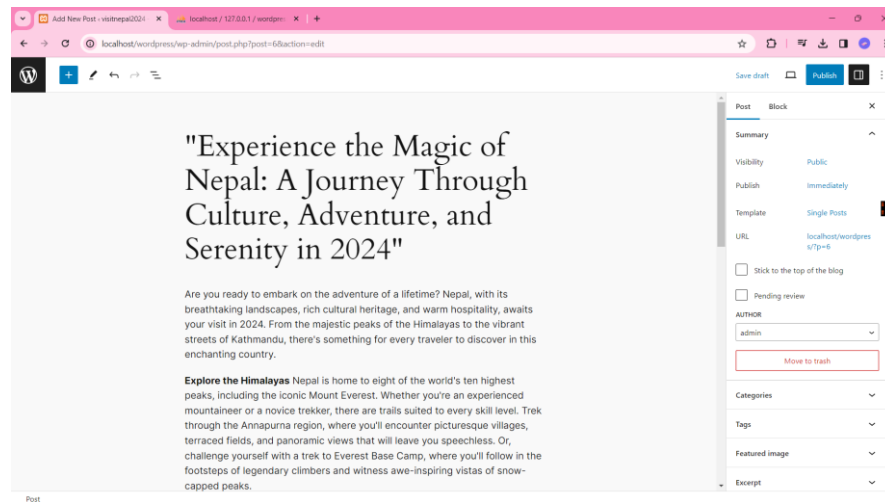 Add New Post - visitnepal2024
localhost / 127.0.0.1 / wordpres
localhost/wordpress/wp-admin/post.php?post=6&action=edit
Save draft
Publish
"Experience the Magic of
Nepal: A Journey Through
Culture, Adventure, and
Serenity in 2024"
Are you ready to embark on the adventure of a lifetime? Nepal, with its
breathtaking landscapes, rich cultural heritage, and warm hospitality, awaits
your visit in 2024. From the majestic peaks of the Himalayas to the vibrant
streets of Kathmandu, there's something for every traveler to discover in this
enchanting country.
Explore the Himalayas Nepal is home to eight of the world's ten highest
peaks, including the iconic Mount Everest. Whether you're an experienced
mountaineer or a novice trekker, there are trails suited to every skill level. Trek
through the Annapurna region, where you'll encounter picturesque villages,
terraced fields, and panoramic views that will leave you speechless. Or,
challenge yourself with a trek to Everest Base Camp, where you'll follow in the
footsteps of legendary climbers and witness awe-inspiring vistas of snow-
capped peaks.
Post Block
Summary
Visibility Public
Publish Immediately
Template Single Posts
URL localhost/wordpres
s/?p=6
Stick to the top of the blog
Pending review
AUTHOR
admin
Move to trash
Categories
Tags
Featured image
Excerpt
Post